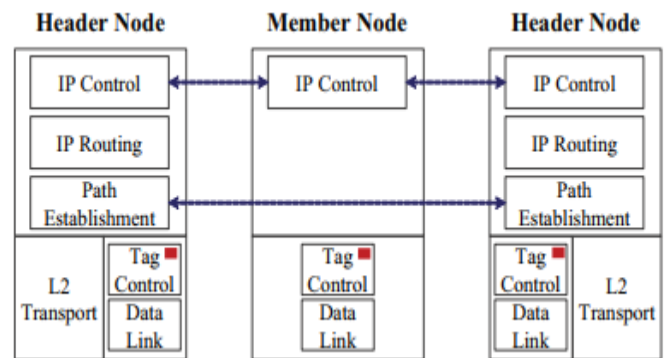 Header Node Member Node Header Node
IP Control IP Control IP Control
IP Routing IP Routing
Path Path
Establishment Establishment
Tag Tag Tag
L2 Control Control Control L2
Transport Data Data Data Transport
Link Link Link